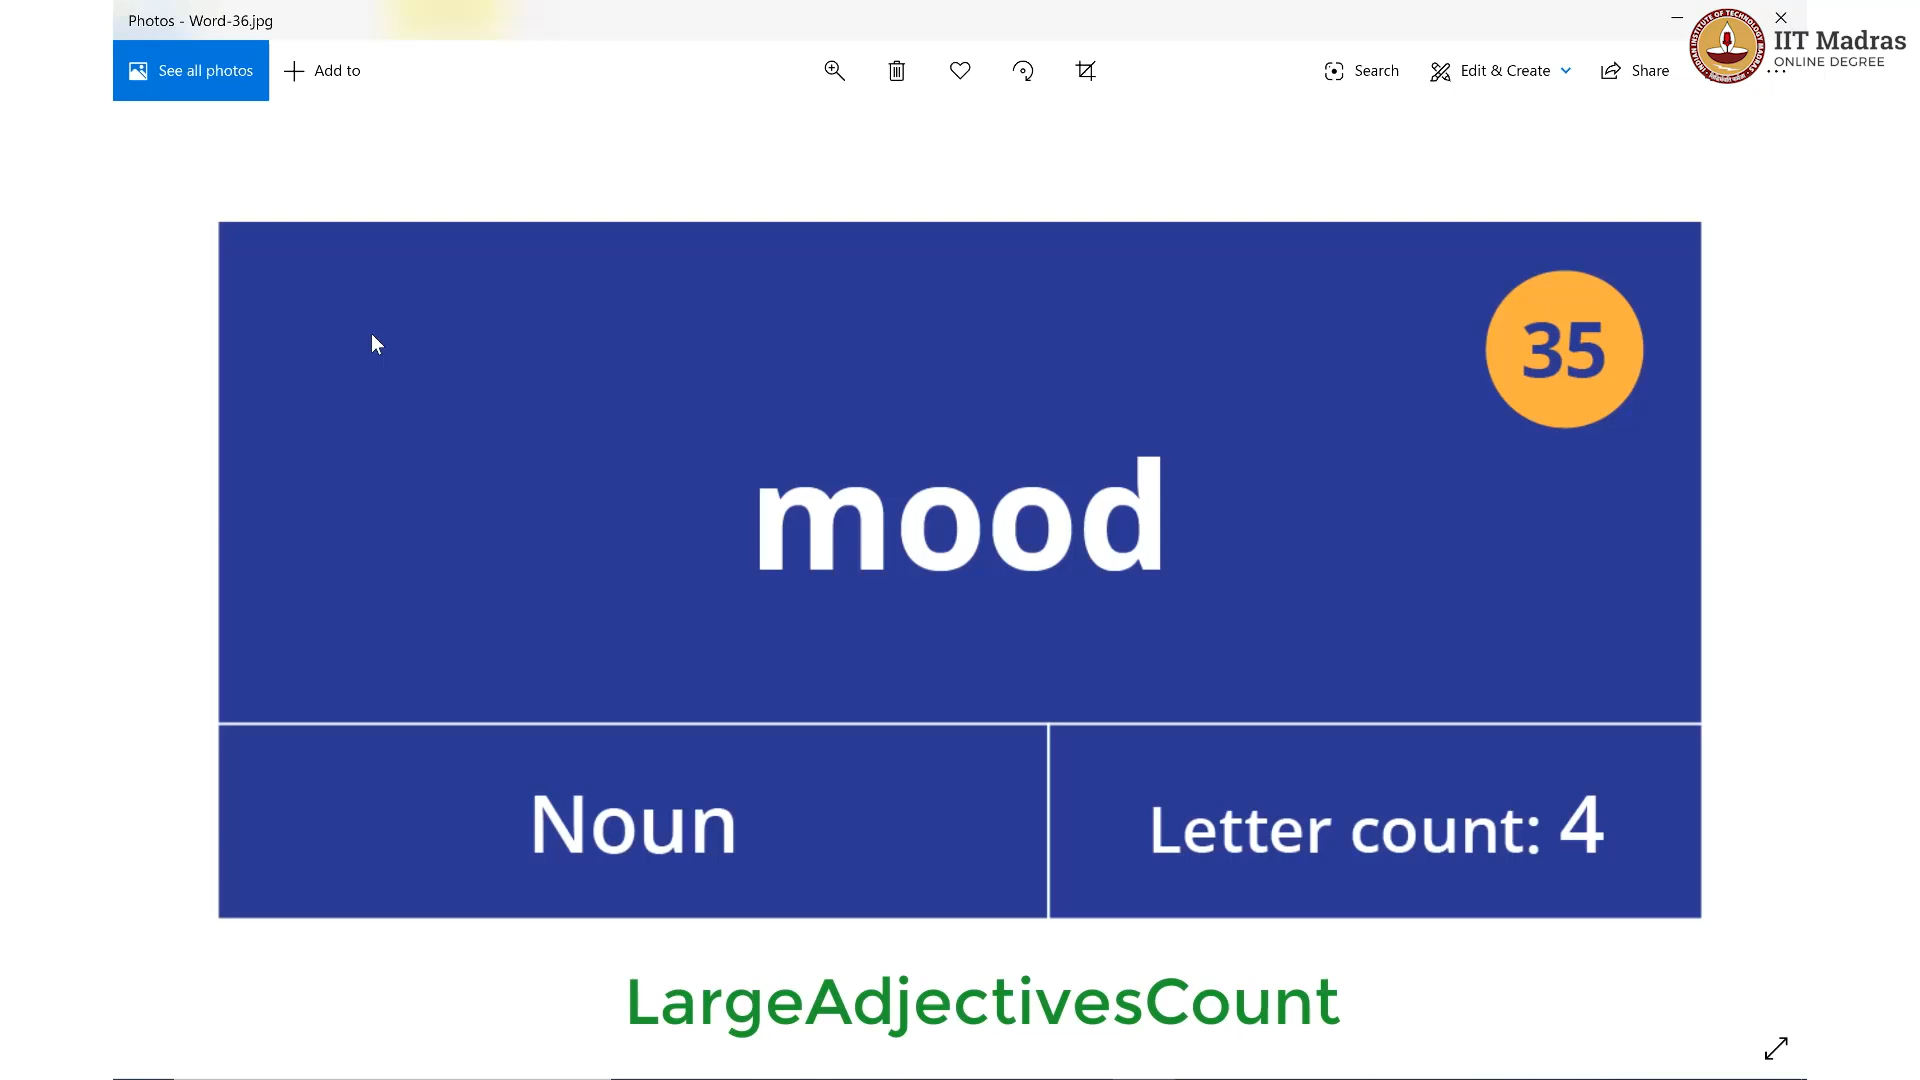 Photos - Word-36.jpg
See all photos
Add to
Search
Edit & Create
Share
IIT Madras
ONLINE DEGREE
35
mood
Noun
Letter count: 4
LargeAdjectivesCount